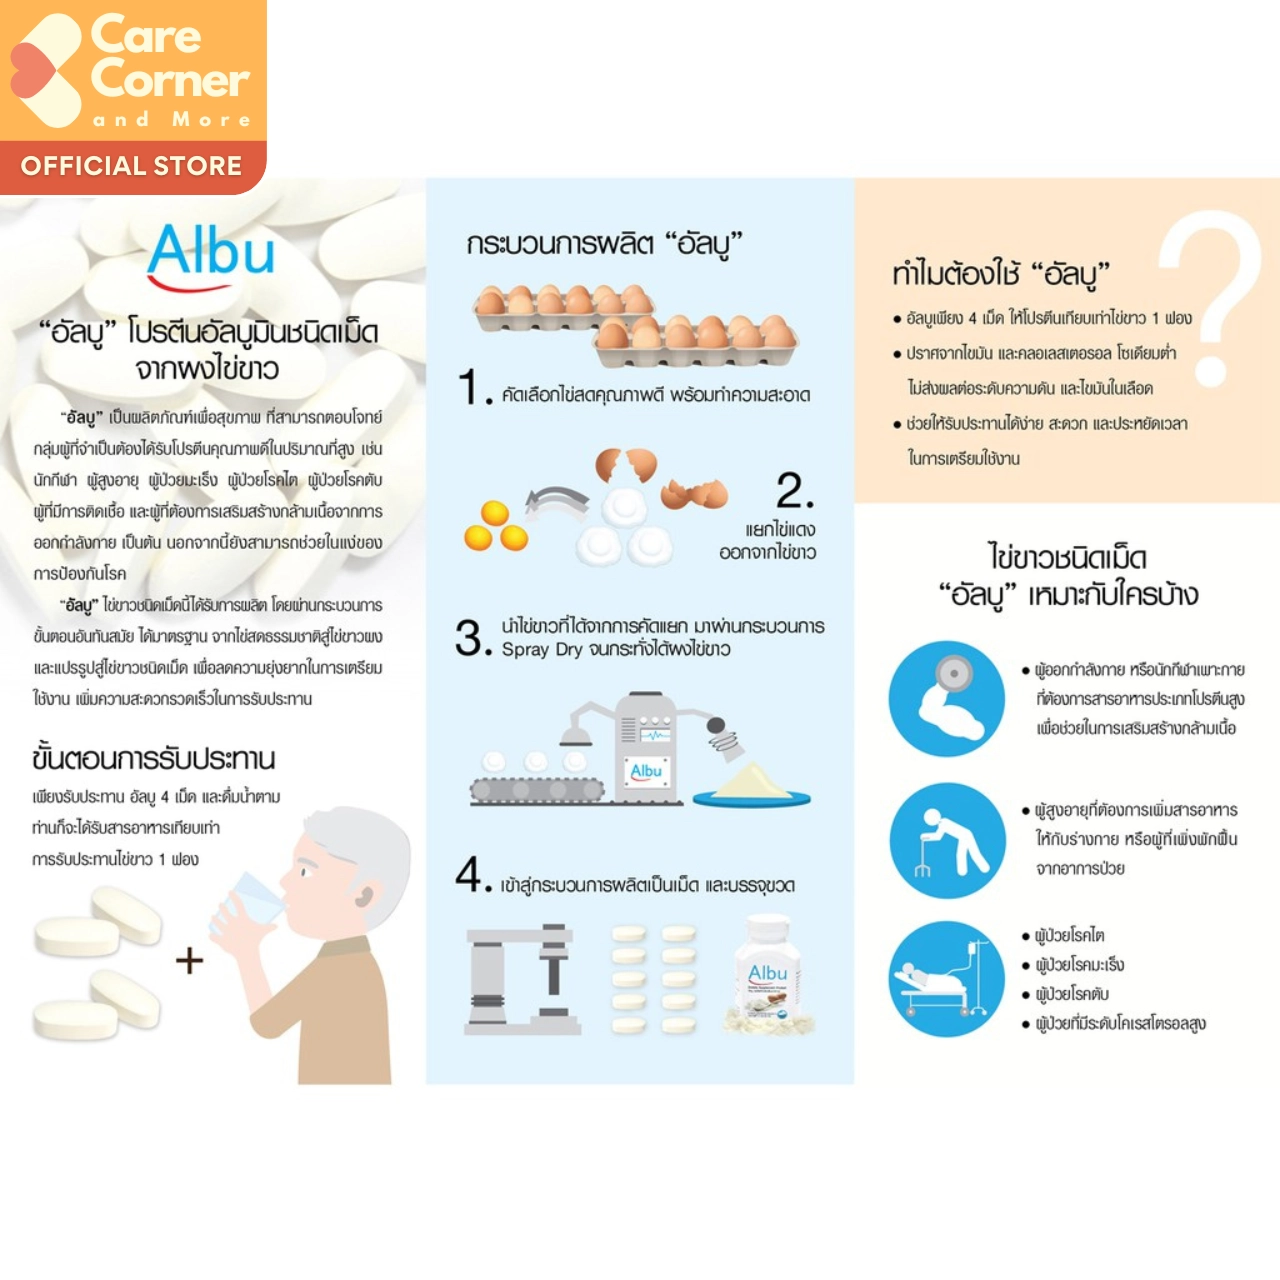 Care
Corner
and More
OFFICIAL STORE
Albu
“อัลบู” โปรตีนอัลบูมินชนิดเม็ด
จากผงไข่ขาว
“อัลบู” เป็นผลิตภัณฑ์เพื่อสุขภาพ ที่สามารถตอบโจทย์
กลุ่มผู้ที่จำเป็นต้องได้รับโปรตีนคุณภาพดีในปริมาณที่สูง เช่น
นักกีฬา ผู้สูงอายุ ผู้ป่วยมะเร็ง ผู้ป่วยโรคไต ผู้ป่วยโรคตับ
ผู้ที่มีการติดเชื้อ และผู้ที่ต้องการเสริมสร้างกล้ามเนื้อจากการ
ออกกำลังกาย เป็นต้น นอกจากนี้ยังสามารถช่วยในแง่ของ
การป้องกันโรค
“อัลบู” ไข่ขาวชนิดเม็ดนี้ได้รับการผลิต โดยผ่านกระบวนการ
ขั้นตอนอันทันสมัย ได้มาตรฐาน จากไข่สดธรรมชาติสู่ไข่ขาวผง
และแปรรูปสู่ไข่ขาวชนิดเม็ด เพื่อลดความยุ่งยากในการเตรียม
ใช้งาน เพิ่มความสะดวกรวดเร็วในการรับประทาน
ขั้นตอนการรับประทาน
เพียงรับประทาน อัลบู 4 เม็ด และดื่มน้ำตาม
ท่านก็จะได้รับสารอาหารเทียบเท่า
การรับประทานไข่ขาว 1 ฟอง
+
กระบวนการผลิต “อัลบู”
1. คัดเลือกไข่สดคุณภาพดี พร้อมทำความสะอาด
2.
แยกไข่แดง
ออกจากไข่ขาว
3. นำไข่ขาวที่ได้จากการคัดแยก มาผ่านกระบวนการ
Spray Dry จนกระทั่งได้ผงไข่ขาว
Albu
4. เข้าสู่กระบวนการผลิตเป็นเม็ด และบรรจุขวด
Albu
ทำไมต้องใช้ “อัลบู”
?
● อัลบูเพียง 4 เม็ด ให้โปรตีนเทียบเท่าไข่ขาว 1 ฟอง
● ปราศจากไขมัน และคลอเลสเตอรอล โซเดียมต่ำ
ไม่ส่งผลต่อระดับความดัน และไขมันในเลือด
● ช่วยให้รับประทานได้ง่าย สะดวก และประหยัดเวลา
ในการเตรียมใช้งาน
ไข่ขาวชนิดเม็ด
“อัลบู” เหมาะกับใครบ้าง
● ผู้ออกกำลังกาย หรือนักกีฬาเพาะกาย
ที่ต้องการสารอาหารประเภทโปรตีนสูง
เพื่อช่วยในการเสริมสร้างกล้ามเนื้อ
● ผู้สูงอายุที่ต้องการเพิ่มสารอาหาร
ให้กับร่างกาย หรือผู้ที่เพิ่งพักฟื้น
จากอาการป่วย
● ผู้ป่วยโรคไต
● ผู้ป่วยโรคมะเร็ง
● ผู้ป่วยโรคตับ
● ผู้ป่วยที่มีระดับโคเรสโตรอลสูง